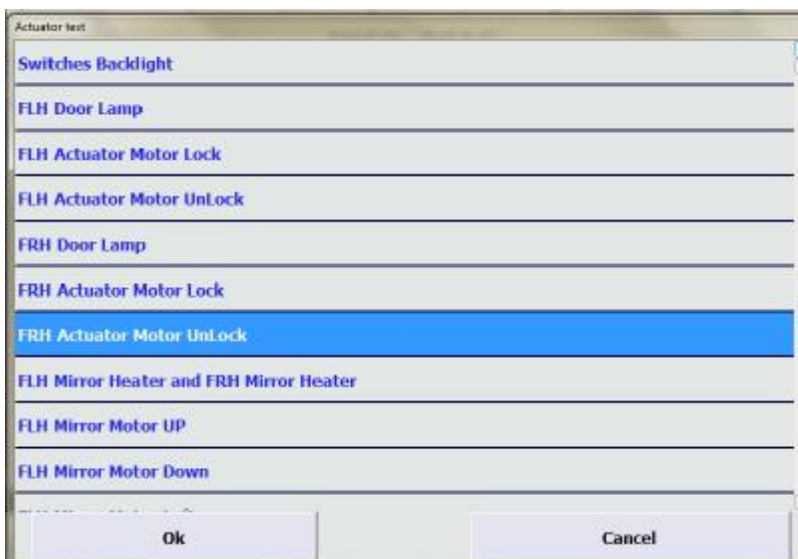 Actuator test
Switches Backlight
FLH Door Lamp
FLH Actuator Motor Lock
FLH Actuator Motor UnLock
FRH Door Lamp
FRH Actuator Motor Lock
FRH Actuator Motor UnLock
FLH Mirror Heater and FRH Mirror Heater
FLH Mirror Motor UP
FLH Mirror Motor Down
Ok Cancel